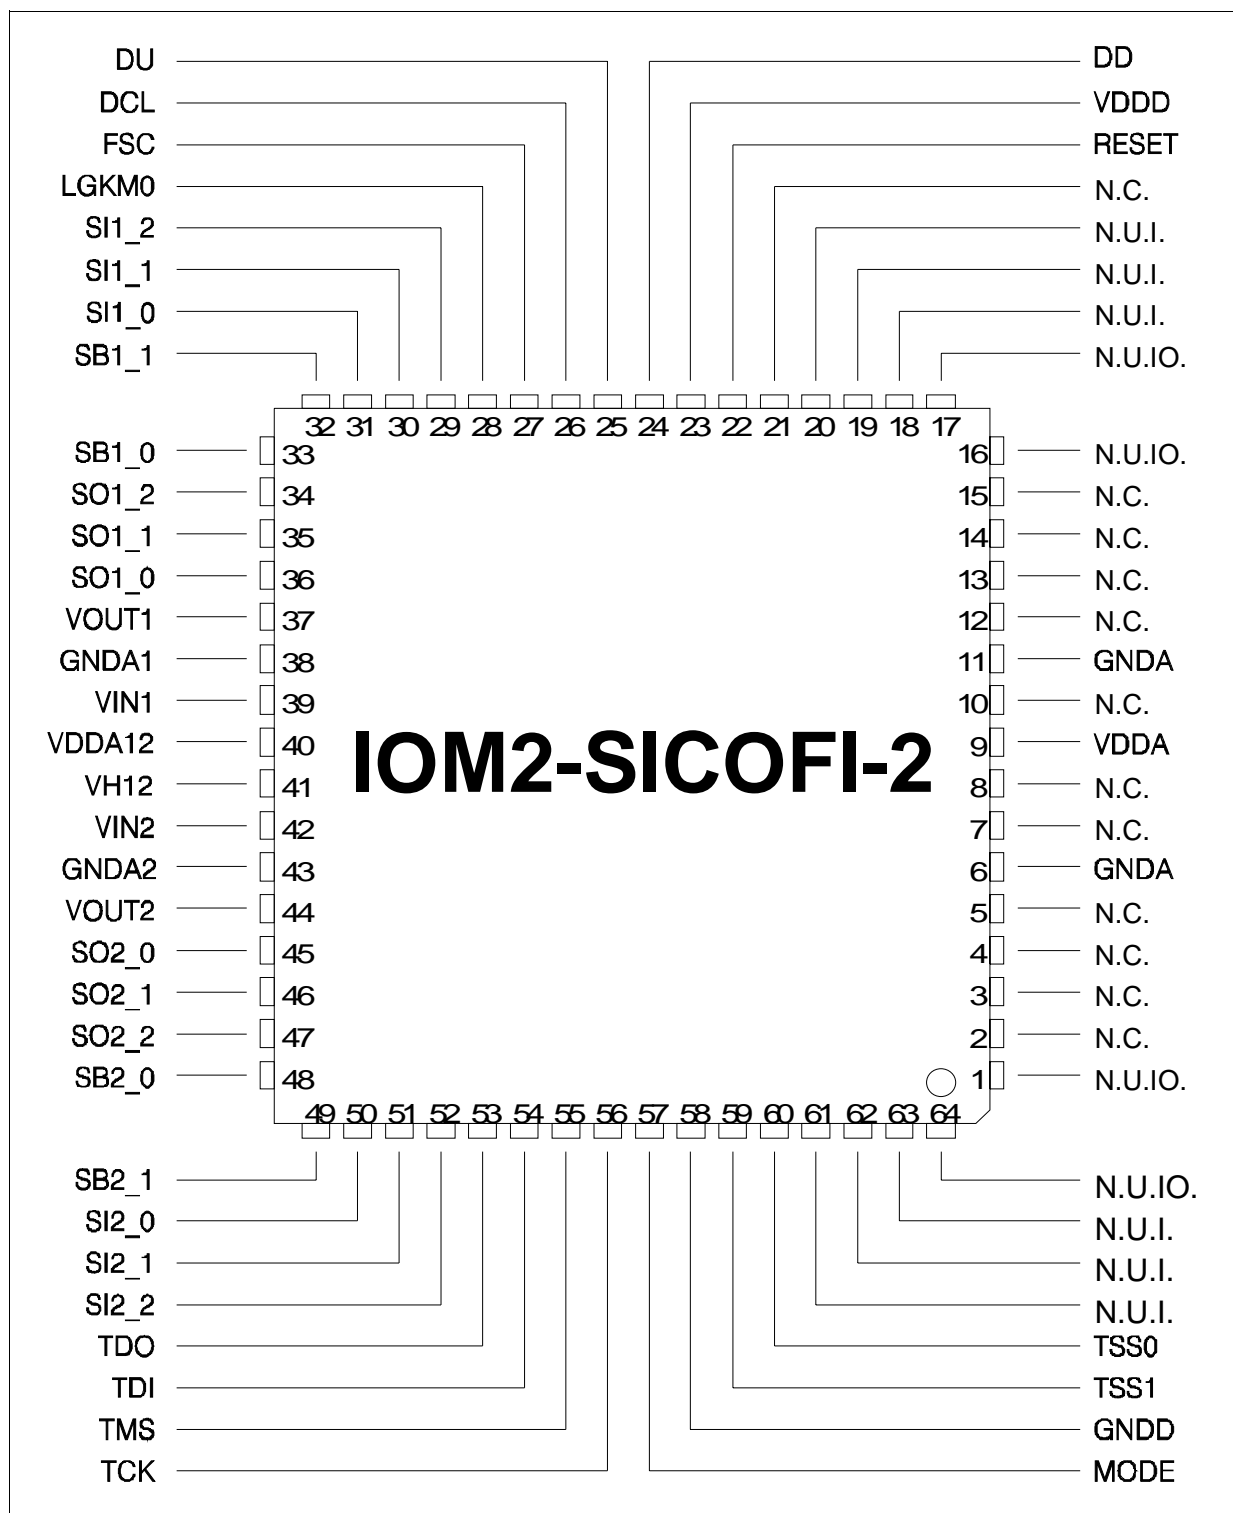 DU DD
DCL VDDD
FSC RESET
LGKM0 N.C.
SI1_2 N.U.I.
SI1_1 N.U.I.
SI1_0 N.U.I.
SB1_1 N.U.IO.
32 31 30 29 28 27 26 25 24 23 22 21 20 19 18 17
SB1_0 33 16 N.U.IO.
SO1_2 34 15 N.C.
SO1_1 35 14 N.C.
SO1_0 36 13 N.C.
VOUT1 37 12 N.C.
GNDA1 38 11 GNDA
VIN1 39 10 N.C.
VDDA12 40 9 VDDA
IOM2-SICOFI-2
VH12 41 8 N.C.
VIN2 42 7 N.C.
GNDA2 43 6 GNDA
VOUT2 44 5 N.C.
SO2_0 45 4 N.C.
SO2_1 46 3 N.C.
SO2_2 47 2 N.C.
SB2_0 48 1 N.U.IO.
49 50 51 52 53 54 55 56 57 58 59 60 61 62 63 64
SB2_1 N.U.IO.
SI2_0 N.U.I.
SI2_1 N.U.I.
SI2_2 N.U.I.
TDO TSS0
TDI TSS1
TMS GNDD
TCK MODE